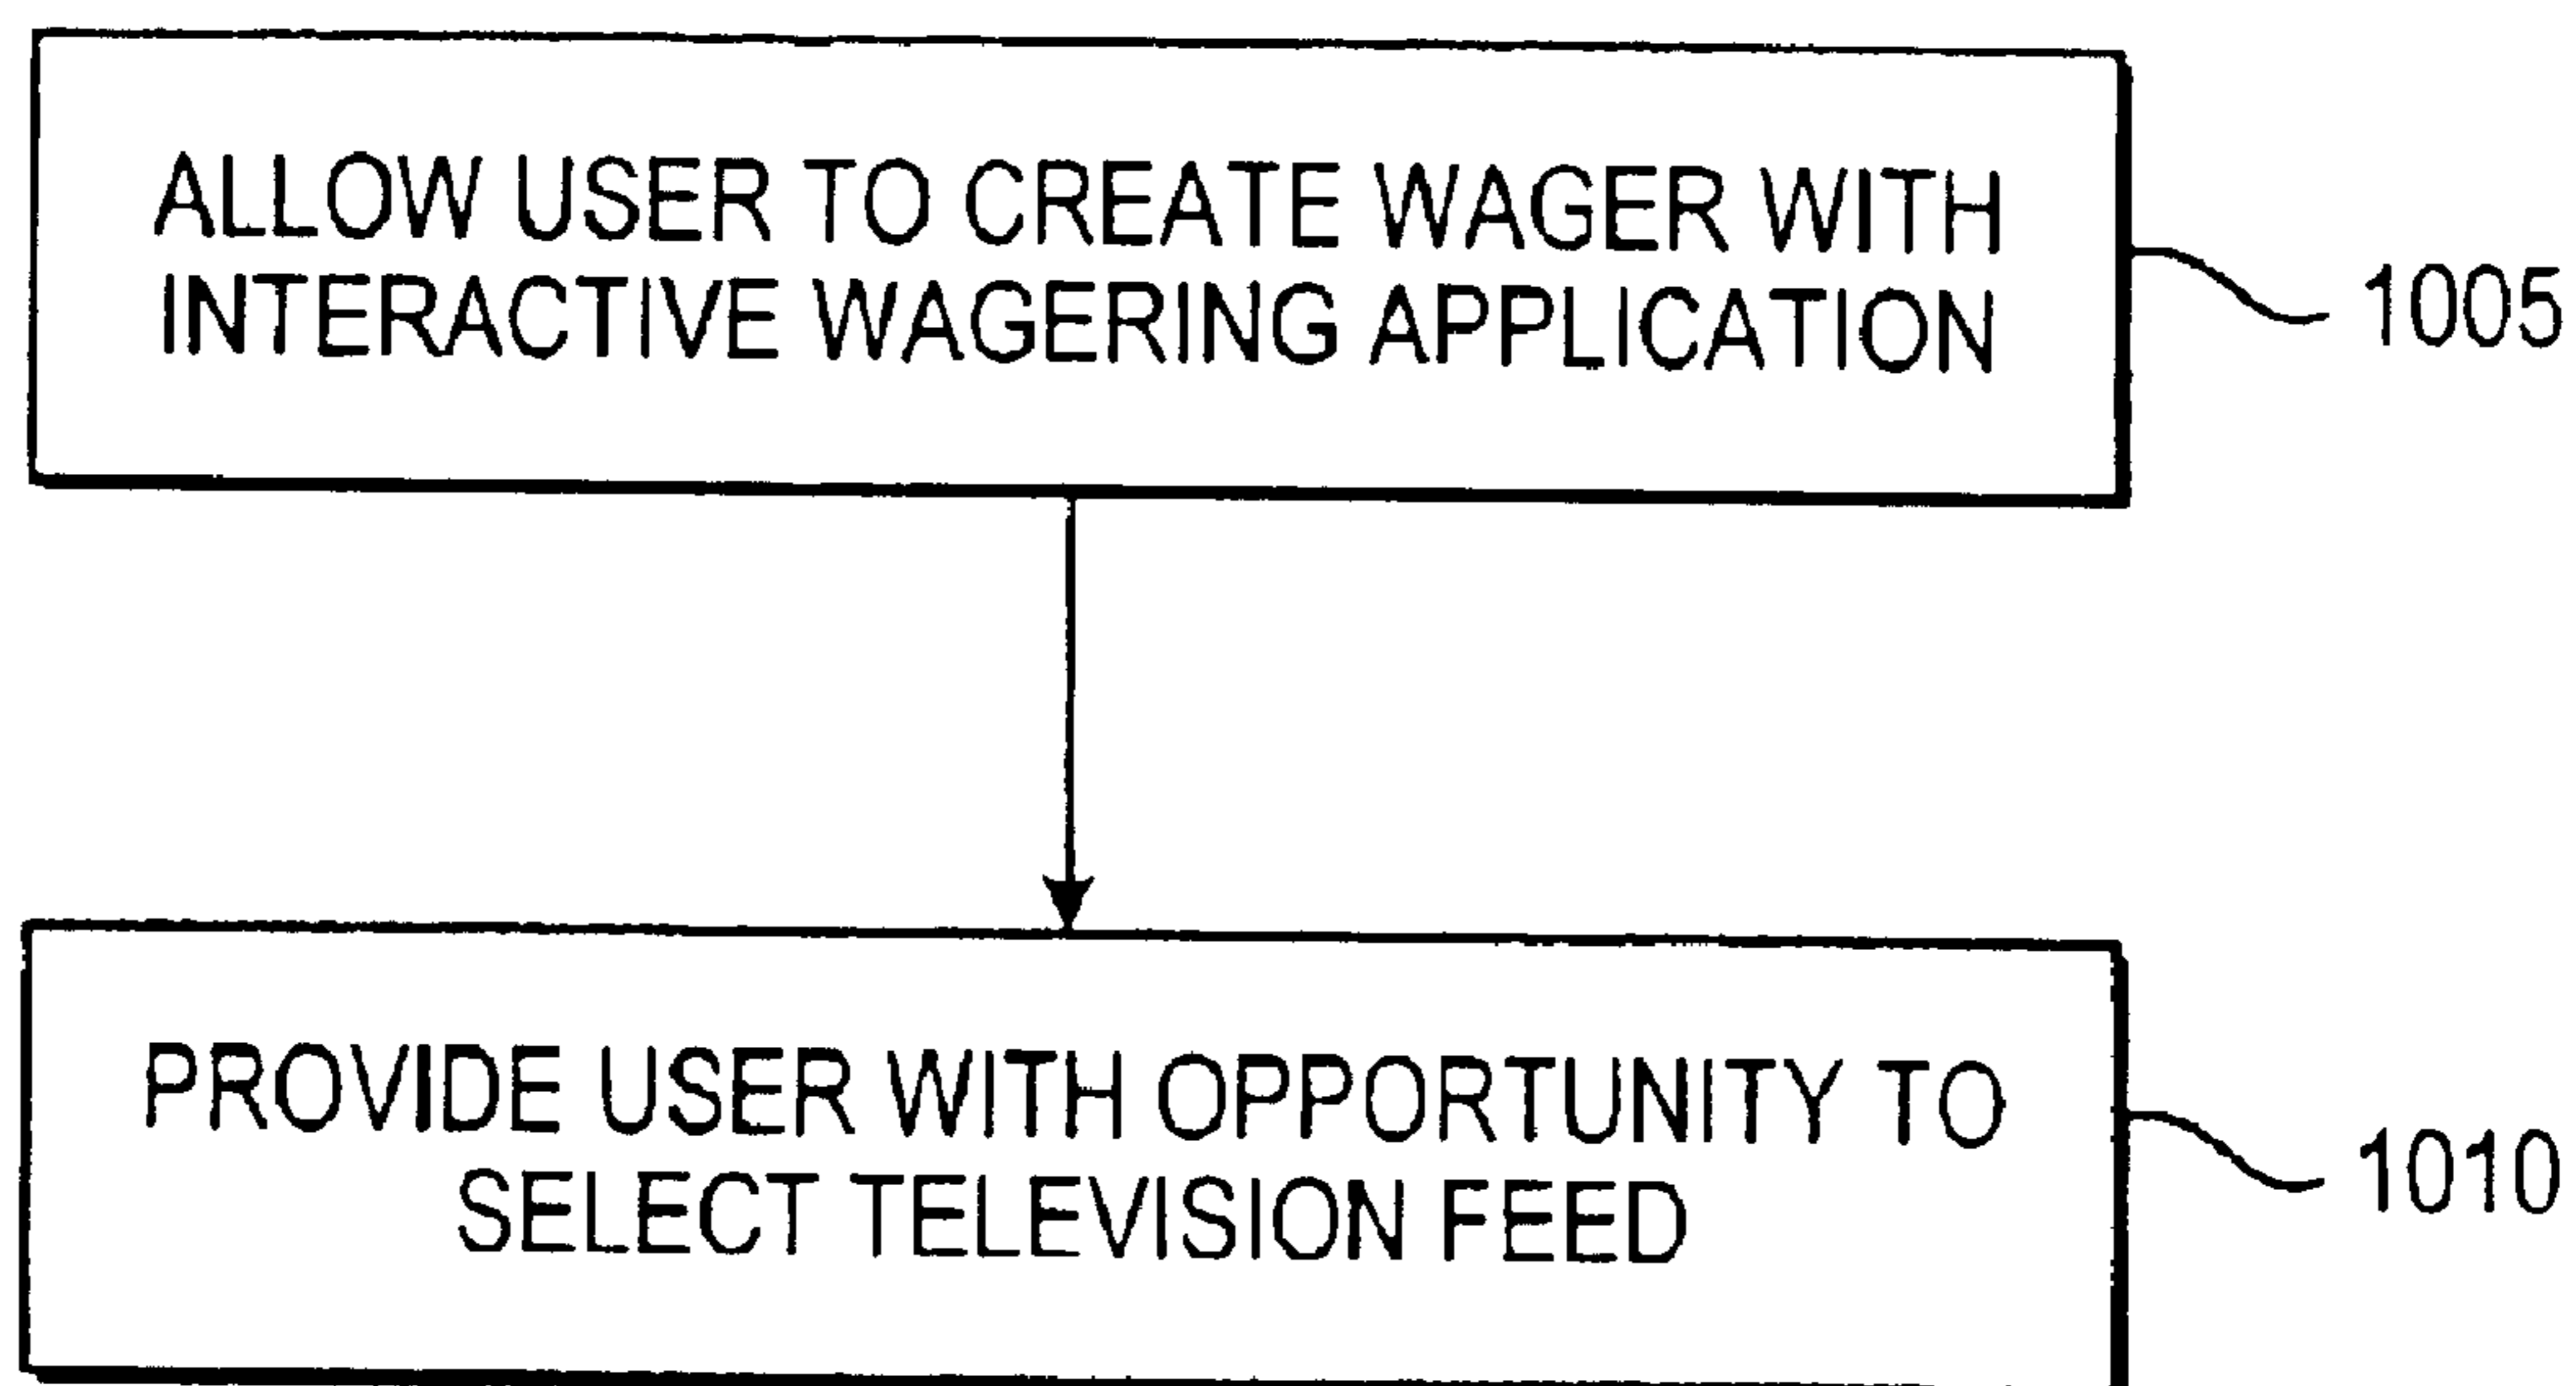 ALLOW USER TO CREATE WAGER WITH
INTERACTIVE WAGERING APPLICATION
1005
PROVIDE USER WITH OPPORTUNITY TO
SELECT TELEVISION FEED
1010